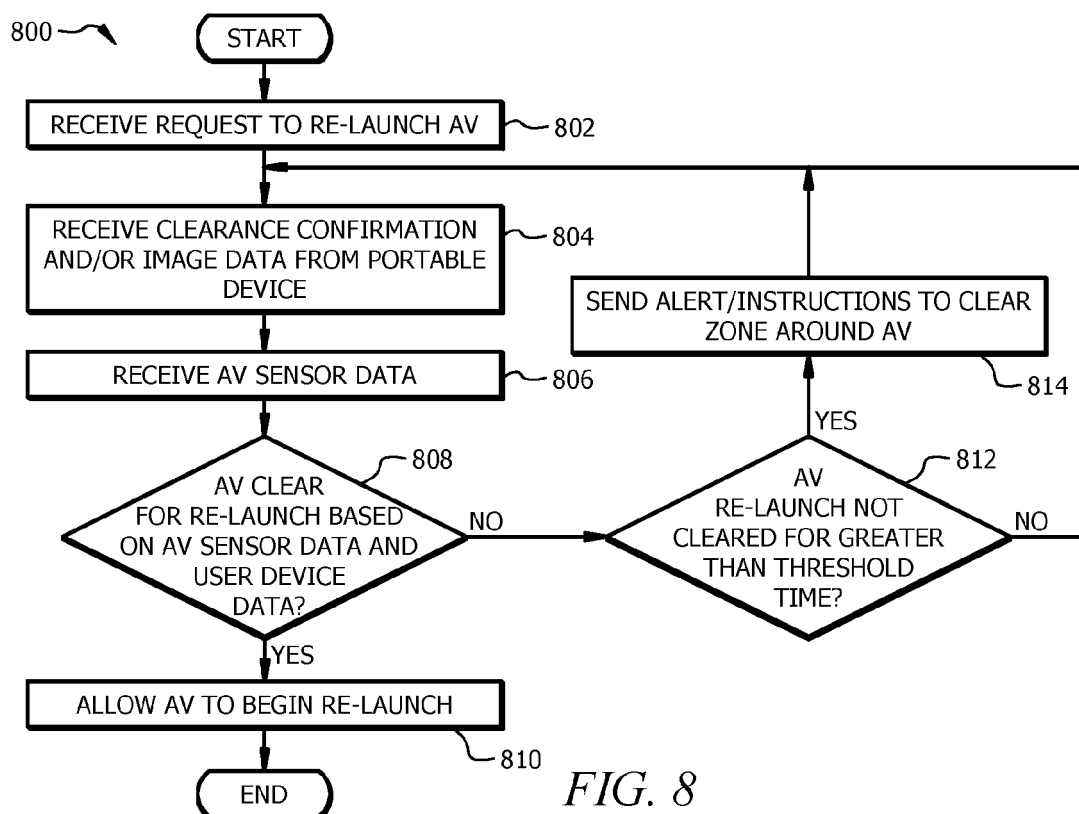 800
START
RECEIVE REQUEST TO RE-LAUNCH AV
802
RECEIVE CLEARANCE CONFIRMATION
AND/OR IMAGE DATA FROM PORTABLE
DEVICE
804
RECEIVE AV SENSOR DATA
806
AV CLEAR
FOR RE-LAUNCH BASED
ON AV SENSOR DATA AND
USER DEVICE
DATA?
808
NO
YES
ALLOW AV TO BEGIN RE-LAUNCH
810
END
AV
RE-LAUNCH NOT
CLEARED FOR GREATER
THAN THRESHOLD
TIME?
812
NO
YES
SEND ALERT/INSTRUCTIONS TO CLEAR
ZONE AROUND AV
814
FIG. 8